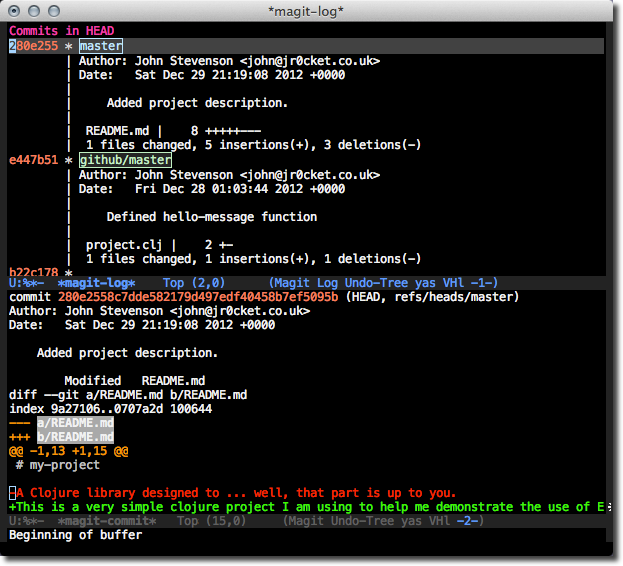 *magit-log*
Commits in HEAD
280e255 * master
| Author: John Stevenson <john@jr0cket.co.uk>
| Date:   Sat Dec 29 21:19:08 2012 +0000
|
|     Added project description.
|
|  README.md |    8 +++++---
|  1 files changed, 5 insertions(+), 3 deletions(-)
e447b51 * github/master
| Author: John Stevenson <john@jr0cket.co.uk>
| Date:   Fri Dec 28 01:03:44 2012 +0000
|
|     Defined hello-message function
|
|  project.clj |    2 +-
|  1 files changed, 1 insertions(+), 1 deletions(-)
b22c178 *
U:%*-  *magit-log*    Top (2,0)      (Magit Log Undo-Tree yas VHl -1-)
commit 280e2558c7dde582179d497edf40458b7ef5095b (HEAD, refs/heads/master)
Author: John Stevenson <john@jr0cket.co.uk>
Date:   Sat Dec 29 21:19:08 2012 +0000
Added project description.
Modified   README.md
diff --git a/README.md b/README.md
index 9a27106..0707a2d 100644
--- a/README.md
+++ b/README.md
@@ -1,13 +1,15 @@
# my-project
-A Clojure library designed to ... well, that part is up to you.
+This is a very simple clojure project I am using to help me demonstrate the use of E
U:%*-  *magit-commit*   Top (15,0)     (Magit Undo-Tree yas VHl -2-)
Beginning of buffer